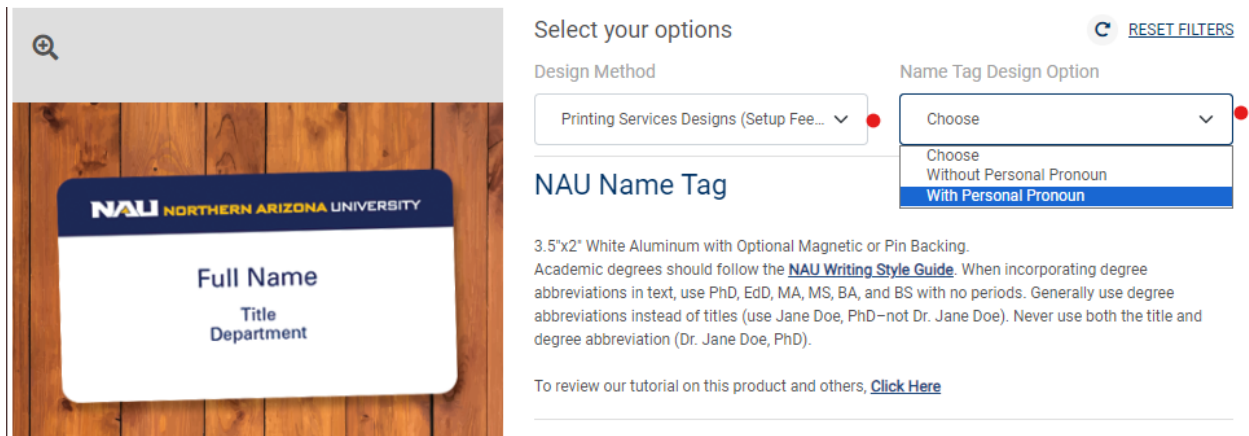 Select your options
RESET FILTERS
Design Method
Name Tag Design Option
Printing Services Designs (Setup Fee...
Choose
Choose
Without Personal Pronoun
With Personal Pronoun
NAU NORTHERN ARIZONA UNIVERSITY
Full Name
Title
Department
NAU Name Tag
3.5"x2" White Aluminum with Optional Magnetic or Pin Backing.
Academic degrees should follow the NAU Writing Style Guide. When incorporating degree
abbreviations in text, use PhD, EdD, MA, MS, BA, and BS with no periods. Generally use degree
abbreviations instead of titles (use Jane Doe, PhD–not Dr. Jane Doe). Never use both the title and
degree abbreviation (Dr. Jane Doe, PhD).
To review our tutorial on this product and others, Click Here